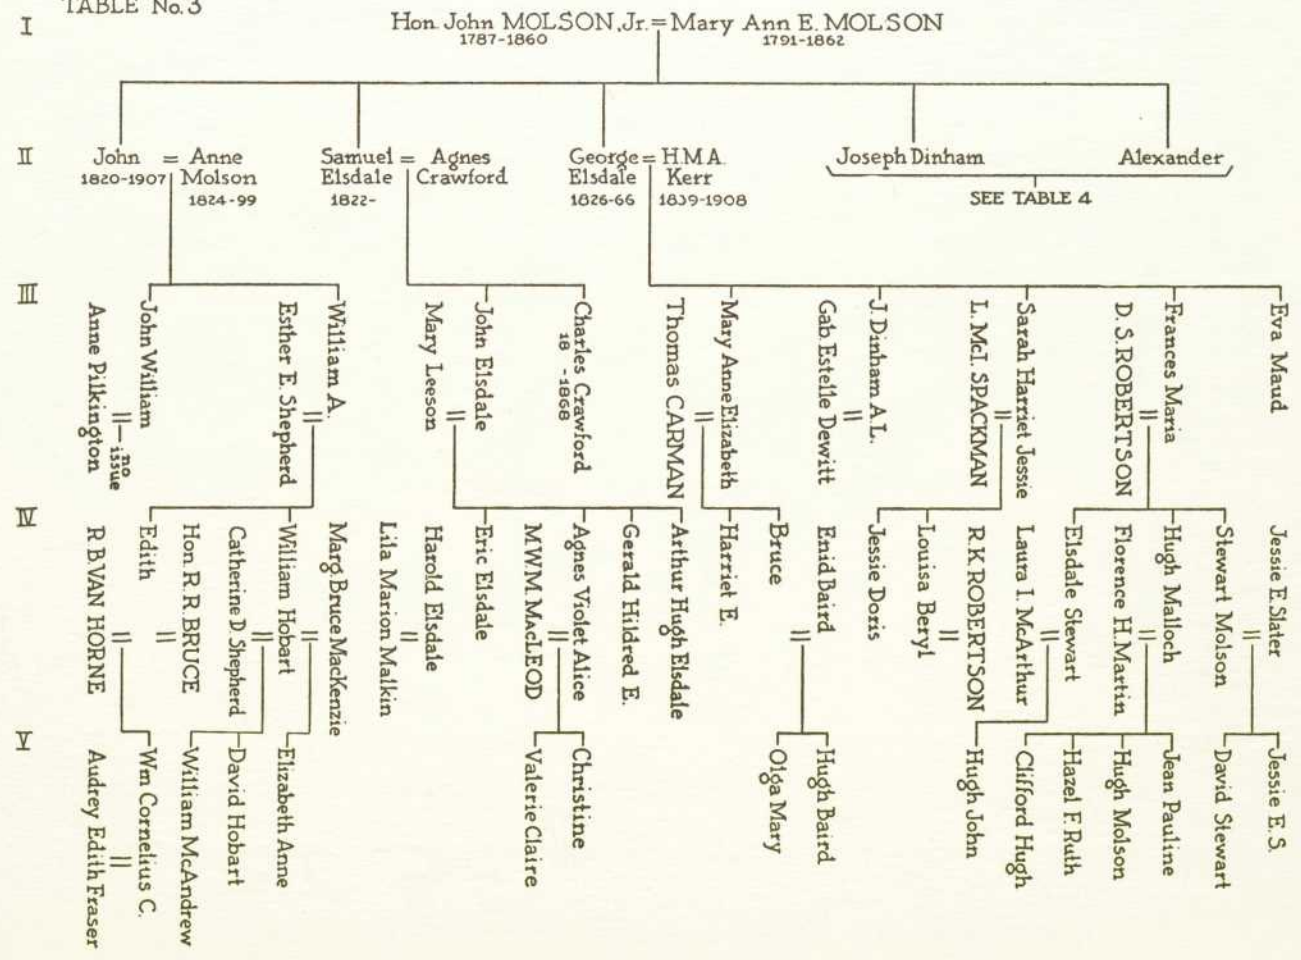 TABLE No. 3
I
Hon. John MOLSON, Jr. = Mary Ann E. MOLSON
1787-1860 1791-1862
II
John = Anne Molson
1820-1907 1824-99
Samuel Elsdale = Agnes Crawford
1822-
George Elsdale = H.M.A. Kerr
1826-66 1839-1908
Joseph Dinham
Alexander
SEE TABLE 4
III
Anne Pilkington
John William
no issue
Esther E. Shepherd
William A.
Mary Leeson
John Elsdale
Charles Crawford
18 -1868
Thomas CARMAN
Mary Anne Elizabeth
Gab. Estelle Dewitt
J. Dinham A.L.
L. McI. SPACKMAN
Sarah Harriet Jessie
D. S. ROBERTSON
Frances Maria
Eva Maud
IV
R B VAN HORNE
Edith
Hon. R. R. BRUCE
Catherine D. Shepherd
William Hobart
Marg. Bruce MacKenzie
Lila Marion Malkin
Harold Elsdale
Eric Elsdale
M.W.M. MacLEOD
Agnes Violet Alice
Gerald Hildred E.
Arthur Hugh Elsdale
Harriet E.
Bruce
Enid Baird
Jessie Doris
Louisa Beryl
R. K ROBERTSON
Laura I. McArthur
Elsdale Stewart
Florence H. Martin
Hugh Malloch
Stewart Molson
Jessie E. Slater
V
Audrey Edith Fraser
Wm Cornelius C.
William McAndrew
David Hobart
Elizabeth Anne
Valerie Claire
Christine
Olga Mary
Hugh Baird
Hugh John
Clifford Hugh
Hazel F. Ruth
Hugh Molson
Jean Pauline
David Stewart
Jessie E. S.